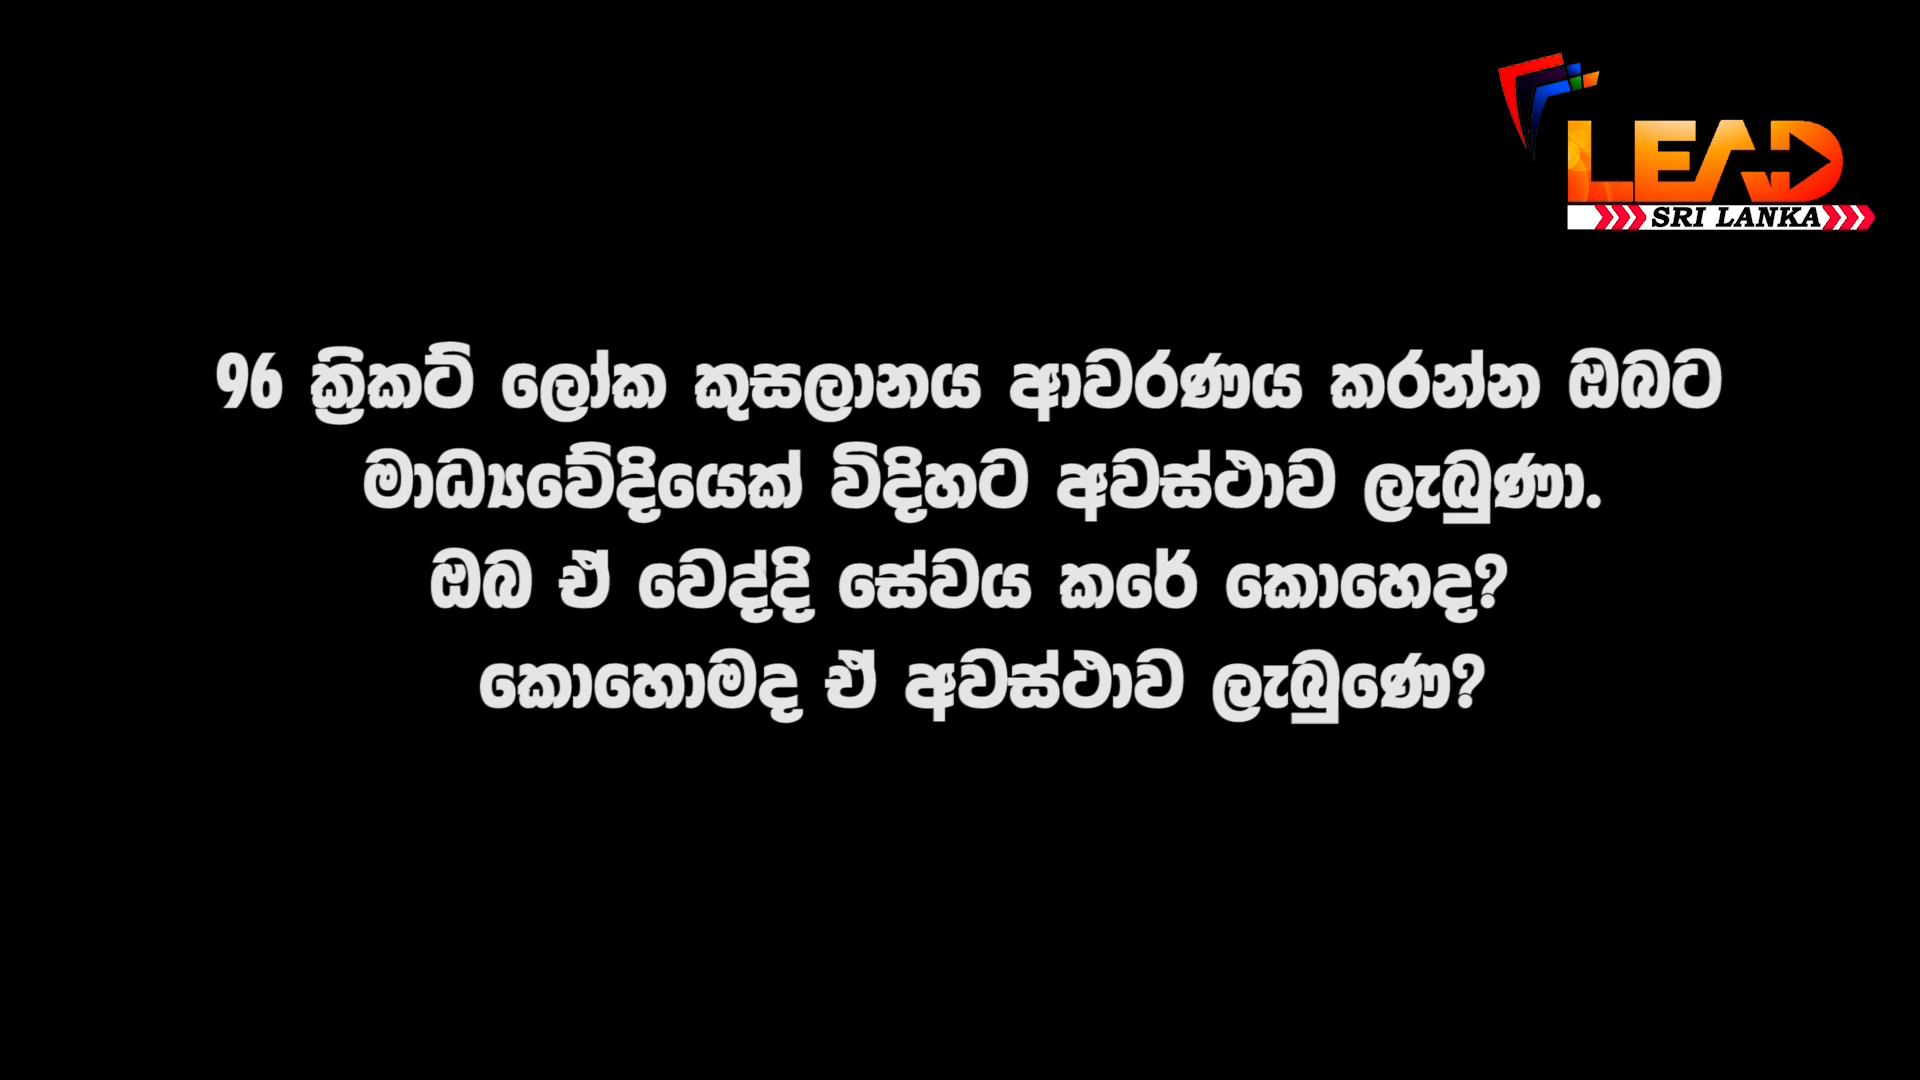 LEAD
SRI LANKA
96 ක්‍රිකට් ලෝක කුසලානය ආවරණය කරන්න ඔබට
මාධ්‍යවේදියෙක් විදිහට අවස්ථාව ලැබුණා.
ඔබ ඒ වෙද්දි සේවය කරේ කොහෙද?
කොහොමද ඒ අවස්ථාව ලැබුණෙ?